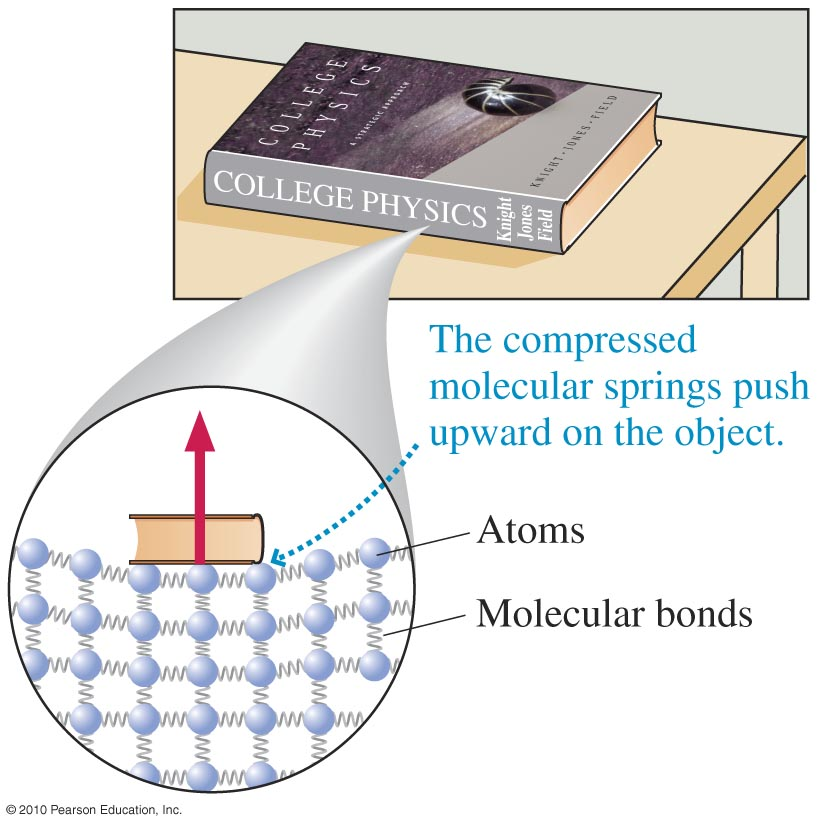 COLLEGE
PHYSICS
A STRATEGIC APPROACH
KNIGHT · JONES · FIELD
COLLEGE PHYSICS
Knight
Jones
Field
The compressed
molecular springs push
upward on the object.
Atoms
Molecular bonds
© 2010 Pearson Education, Inc.